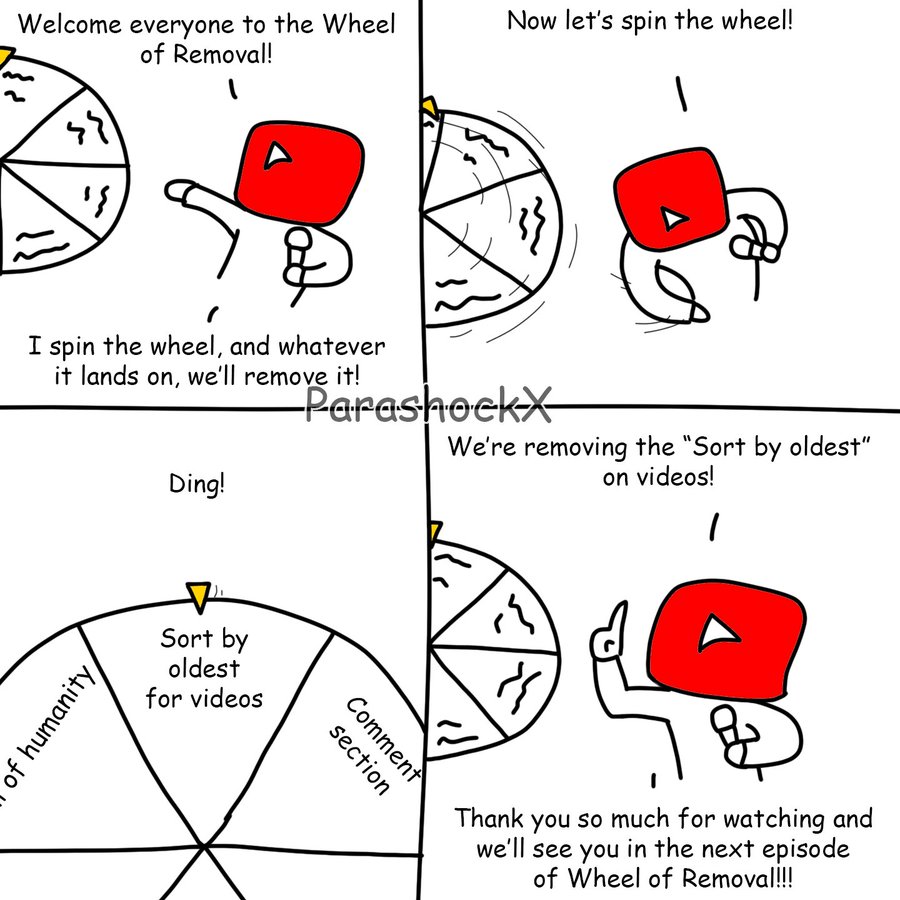 Welcome everyone to the Wheel
of Removal!
I spin the wheel, and whatever
it lands on, we'll remove it!
Now let's spin the wheel!
ParashockX
Ding!
Sort by
oldest
for videos
of humanity
Comment
section
We're removing the “Sort by oldest”
on videos!
Thank you so much for watching and
we'll see you in the next episode
of Wheel of Removal!!!